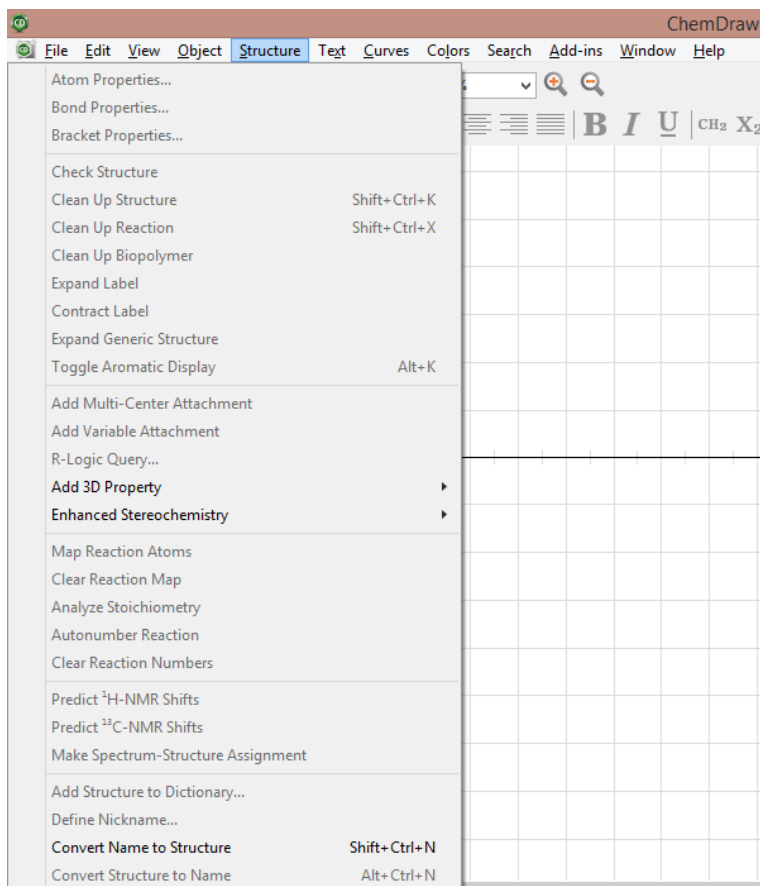 ChemDraw
File Edit View Object Structure Text Curves Colors Search Add-ins Window Help
Atom Properties...
Bond Properties...
Bracket Properties...
B I U CH₂ X₂
Check Structure
Clean Up Structure Shift+Ctrl+K
Clean Up Reaction Shift+Ctrl+X
Clean Up Biopolymer
Expand Label
Contract Label
Expand Generic Structure
Toggle Aromatic Display Alt+K
Add Multi-Center Attachment
Add Variable Attachment
R-Logic Query...
Add 3D Property
Enhanced Stereochemistry
Map Reaction Atoms
Clear Reaction Map
Analyze Stoichiometry
Autonumber Reaction
Clear Reaction Numbers
Predict ¹H-NMR Shifts
Predict ¹³C-NMR Shifts
Make Spectrum-Structure Assignment
Add Structure to Dictionary...
Define Nickname...
Convert Name to Structure Shift+Ctrl+N
Convert Structure to Name Alt+Ctrl+N